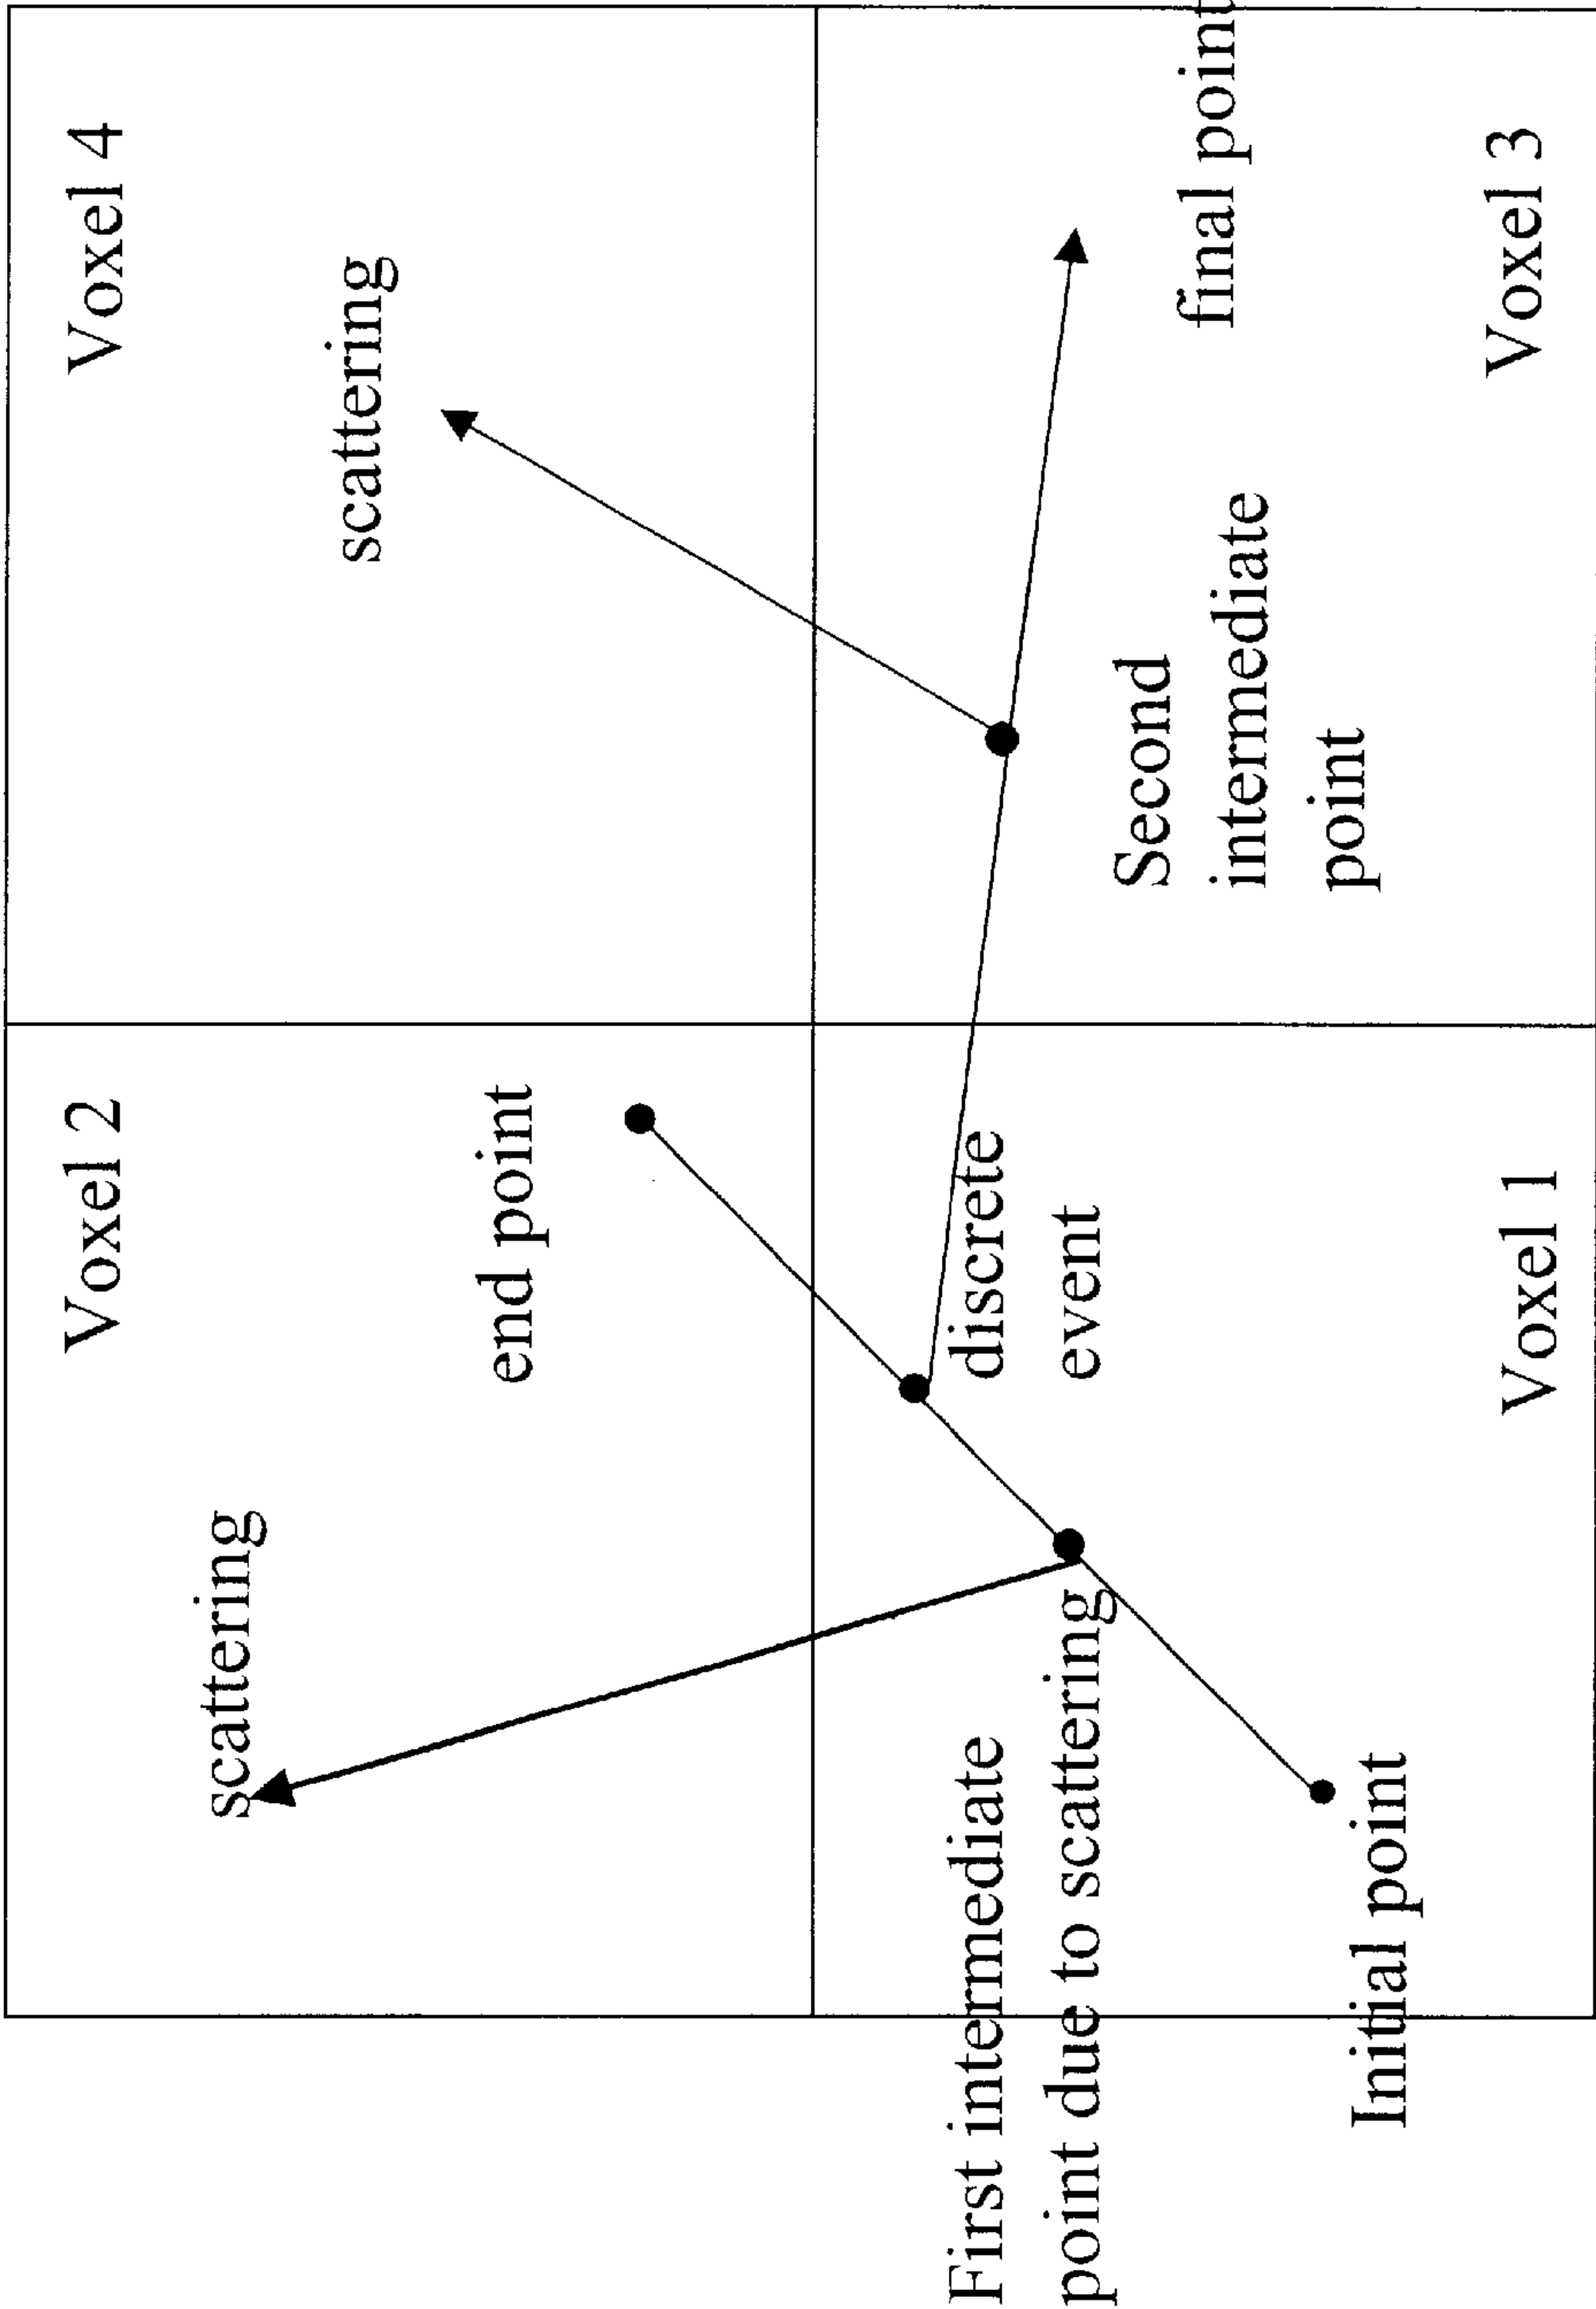 Voxel 2
Voxel 4
scattering
scattering
end point
First intermediate
point due to scattering
discrete
event
Second
intermediate
point
final point
Initial point
Voxel 1
Voxel 3